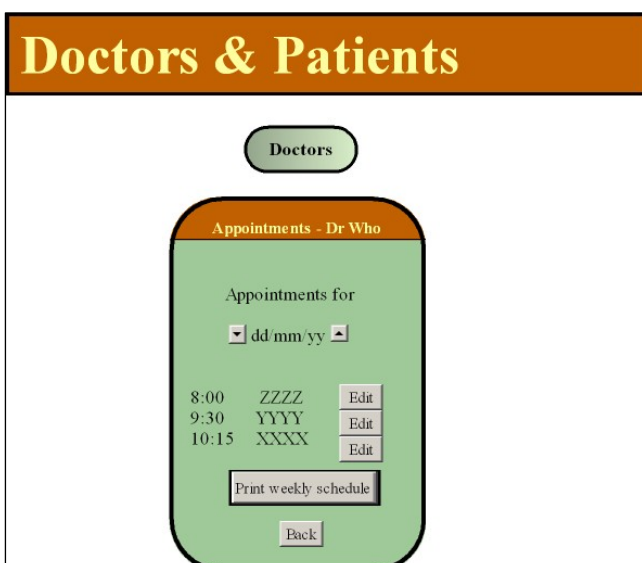 Doctors & Patients
Doctors
Appointments - Dr Who
Appointments for
dd/mm/yy
8:00 ZZZZ Edit
9:30 YYYY Edit
10:15 XXXX Edit
Print weekly schedule
Back